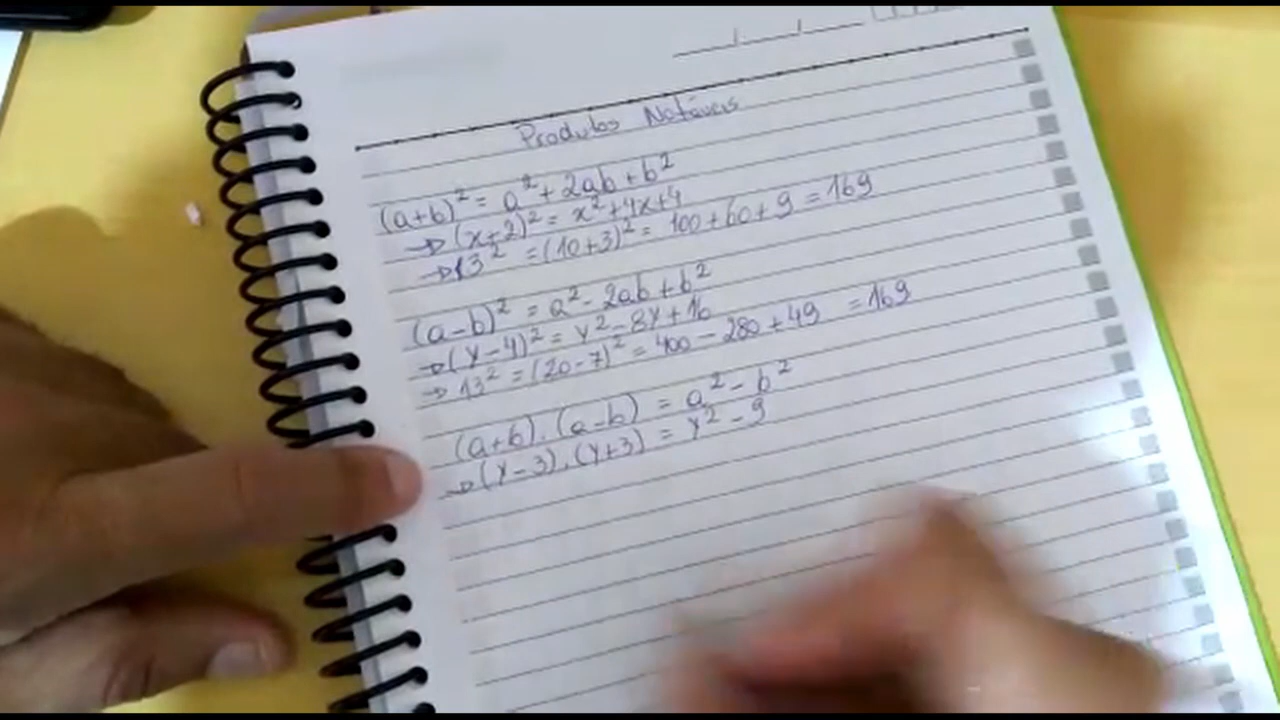 Produtos Notáveis
(a+b)² = a² + 2ab + b²
→ (x+2)² = x² + 4x + 4
→ 13² = (10+3)² = 100 + 60 + 9 = 169
(a-b)² = a² - 2ab + b²
→ (y-4)² = y² - 8y + 16
→ 13² = (20-7)² = 400 - 280 + 49 = 169
(a+b).(a-b) = a² - b²
→ (y-3).(y+3) = y² - 9